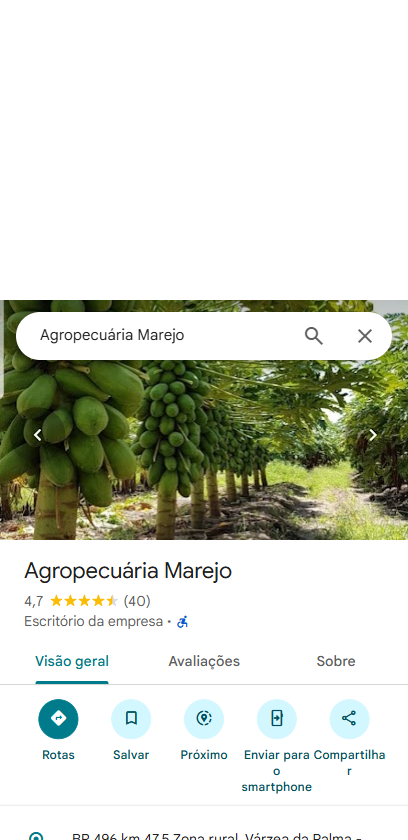 Agropecuária Marejo
Agropecuária Marejo
4,7 (40)
Escritório da empresa ·
Visão geral Avaliações Sobre
Rotas Salvar Próximo Enviar para Compartilha
o r
smartphone
BR 496 km 47,5 Zona rural, Várzea da Palma -